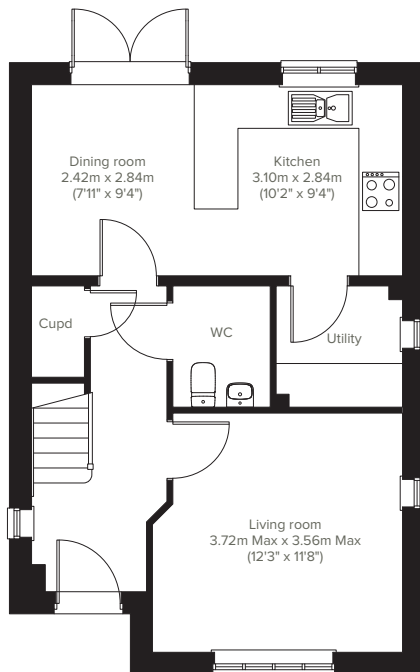 Dining room
2.42m x 2.84m
(7'11" x 9'4")
Kitchen
3.10m x 2.84m
(10'2" x 9'4")
Cupd
WC
Utility
Living room
3.72m Max x 3.56m Max
(12'3" x 11'8")